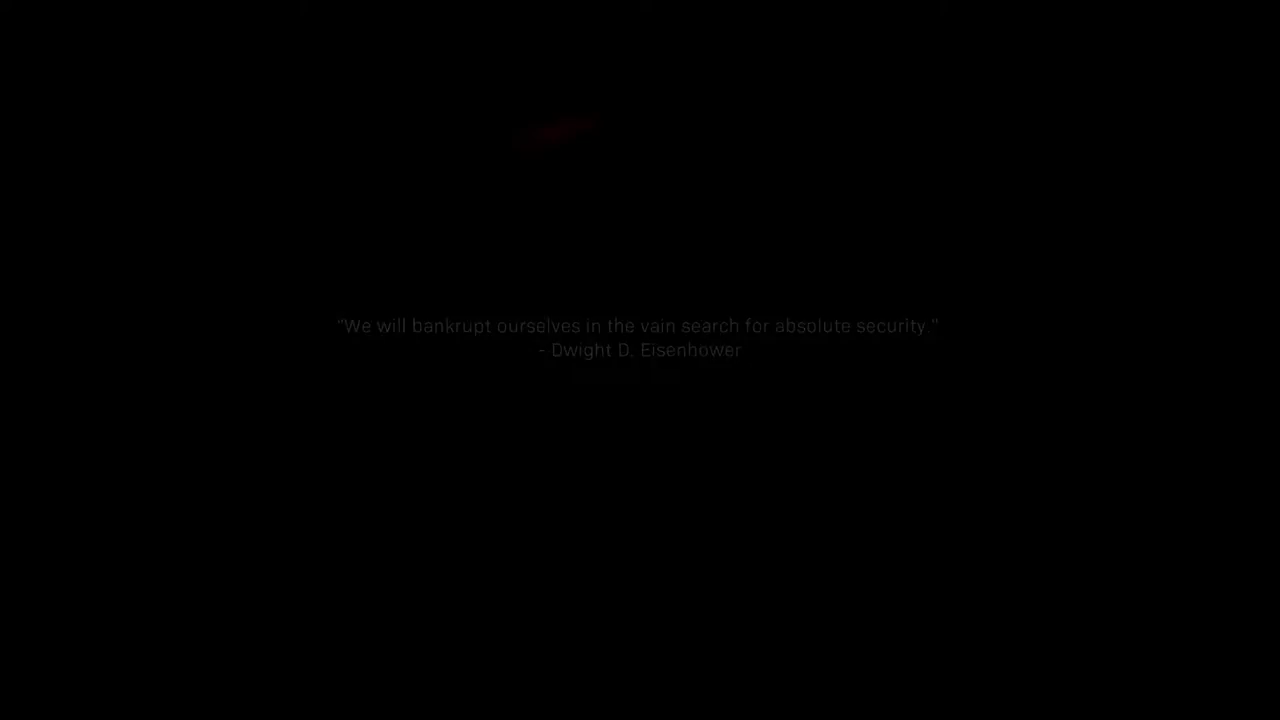 "We will bankrupt ourselves in the vain search for absolute security."
- Dwight D. Eisenhower